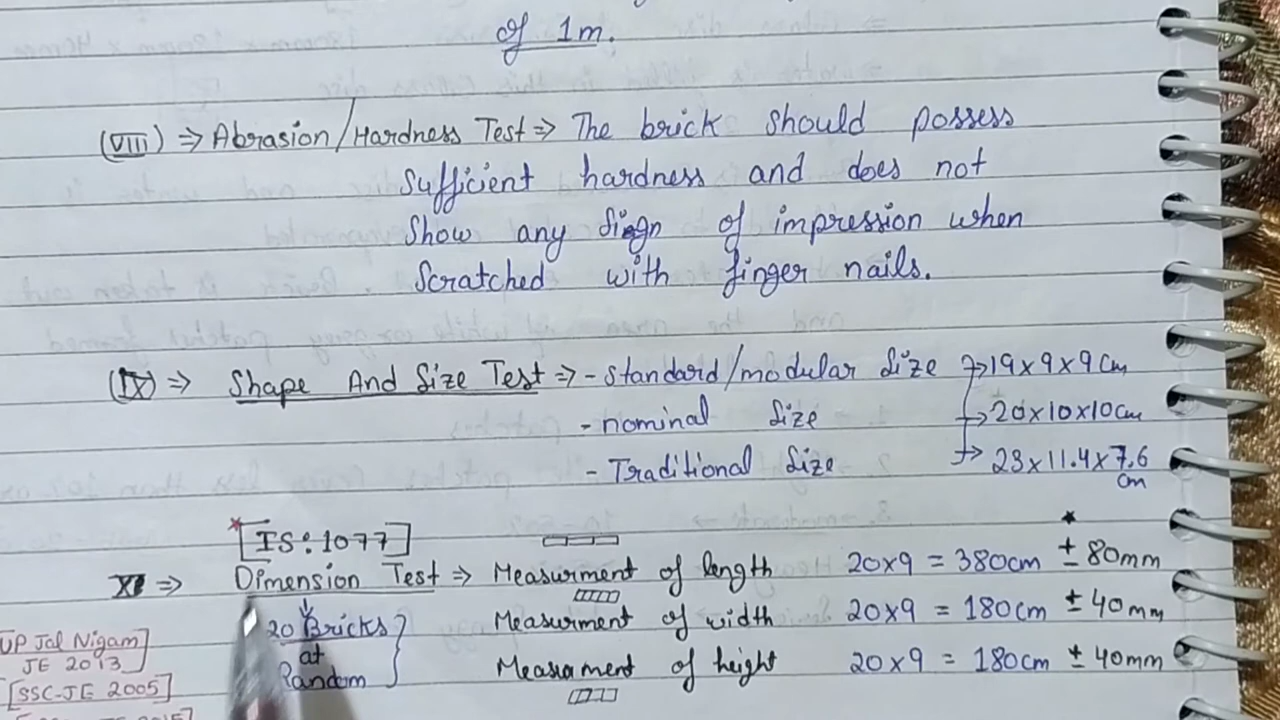 of 1m.
(VIII) ⇒ Abrasion/Hardness Test ⇒ The brick should possess
Sufficient hardness and does not
Show any Sign of impression when
Scratched with finger nails.
(IX) ⇒ Shape And Size Test ⇒ - Standard/modular Size → 19 x 9 x 9 cm
- nominal Size → 20 x 10 x 10 cm
- Traditional Size → 23 x 11.4 x 7.6
cm
* [IS: 1077] *
XI ⇒ Dimension Test ⇒ Measurment of length 20x9 = 380cm ± 80mm
20 Bricks Measurment of width 20x9 = 180cm ± 40mm
at
Random Measurment of height 20x9 = 180cm ± 40mm
UP Jal Nigam]
JE 2013
[SSC-JE 2005]